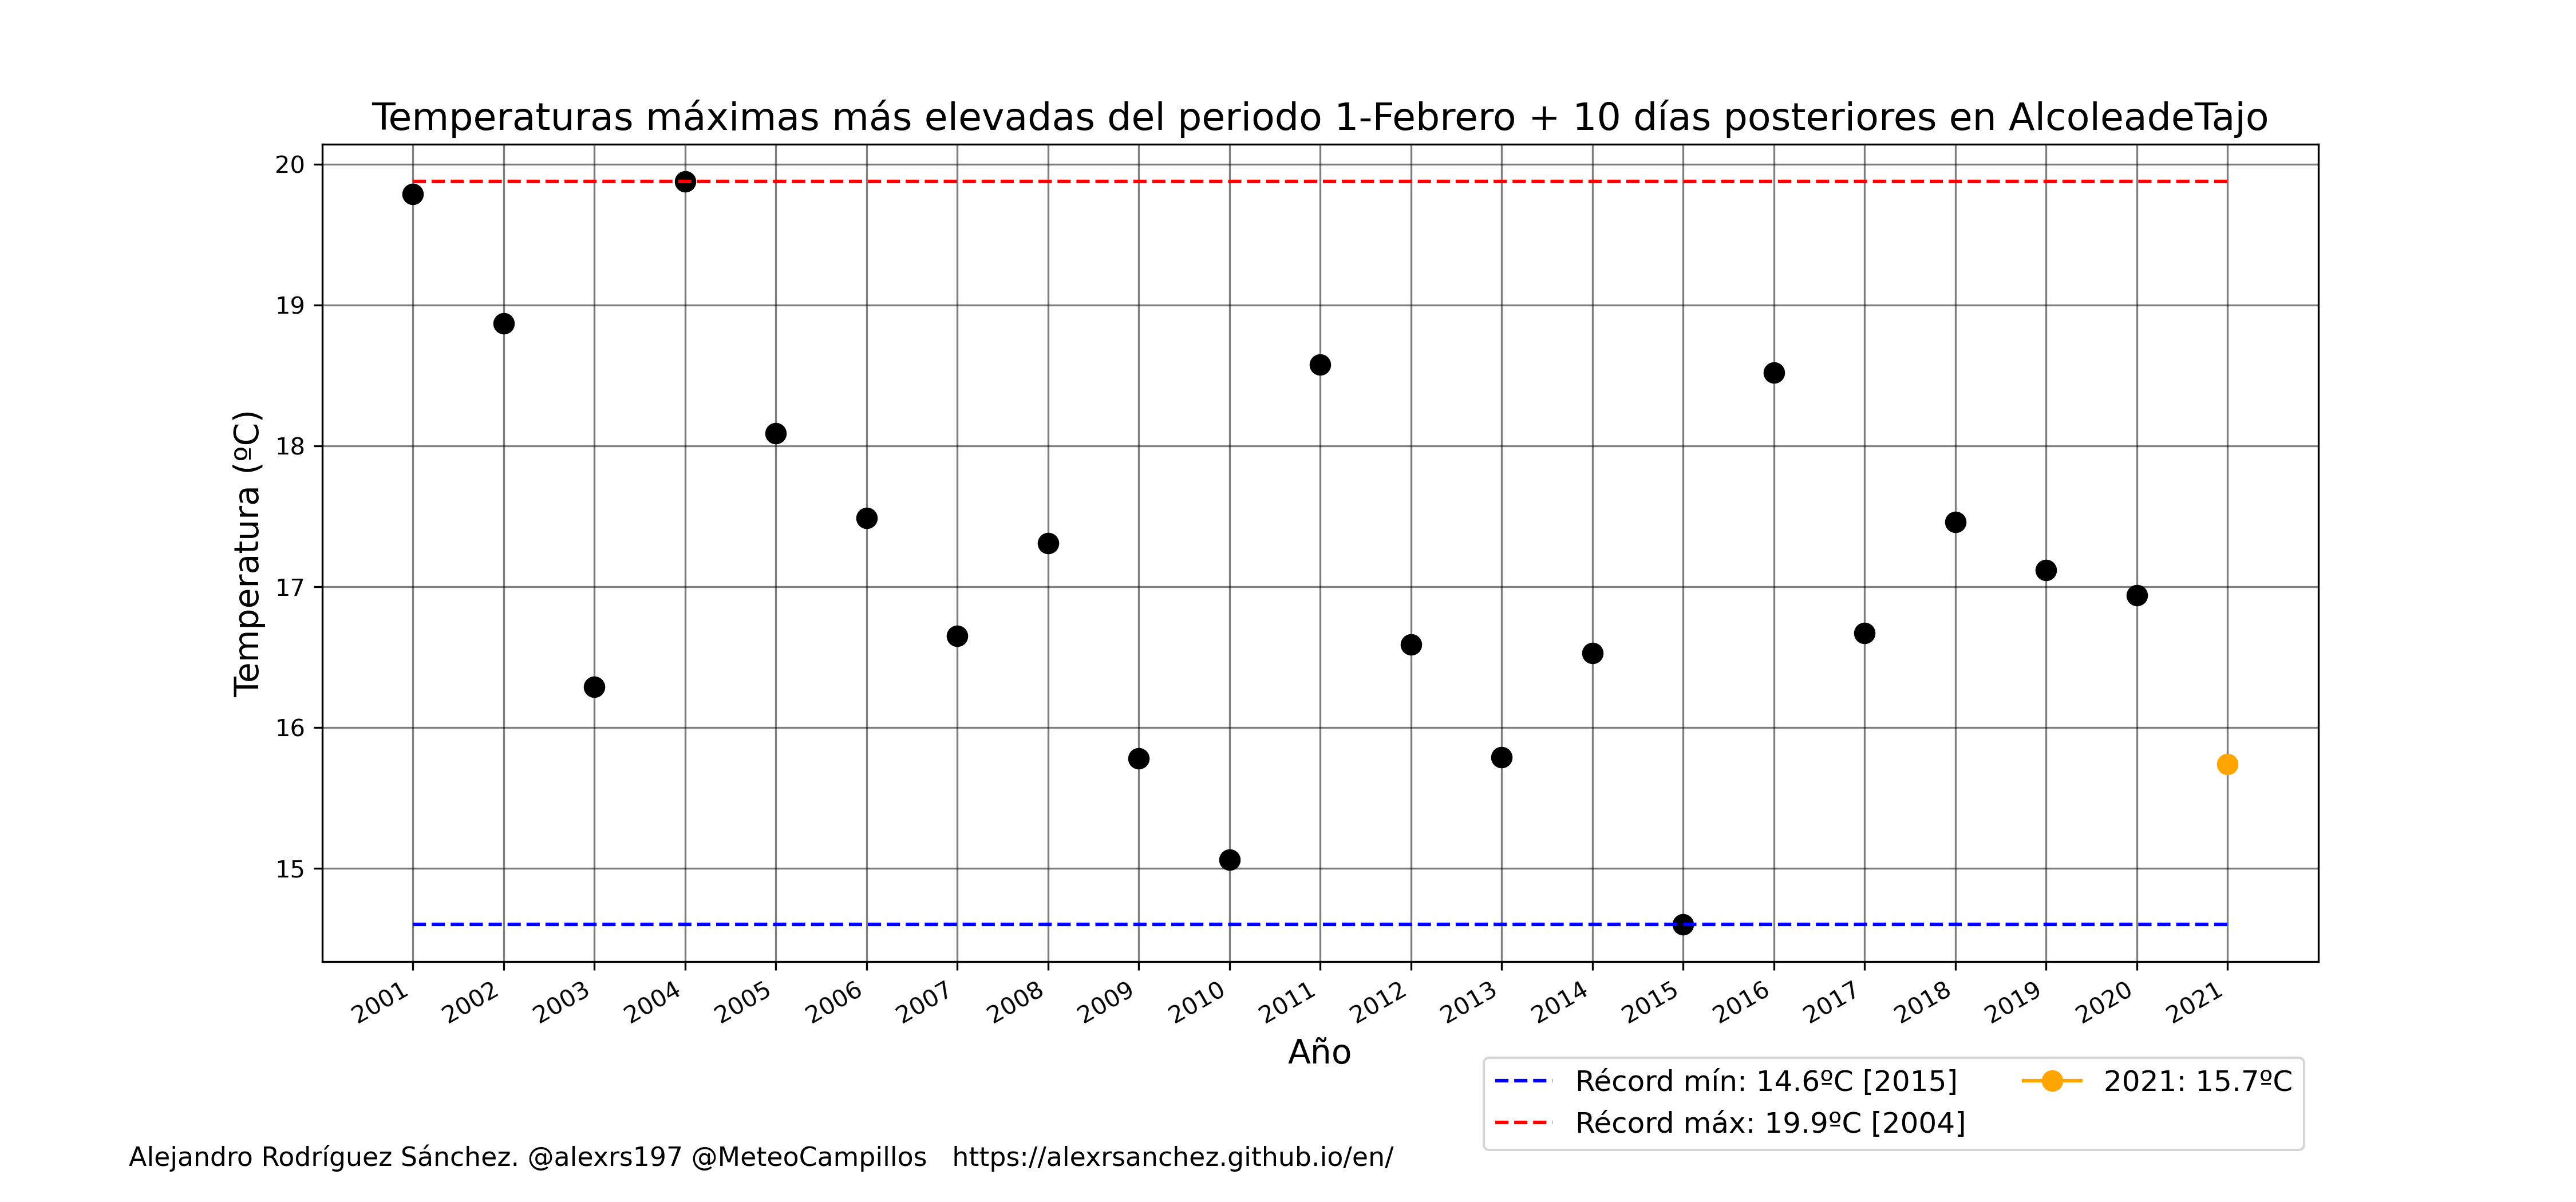 Temperaturas máximas más elevadas del periodo 1-Febrero + 10 días posteriores en AlcoleadeTajo
Temperatura (ºC)
20
19
18
17
16
15
2001 2002 2003 2004 2005 2006 2007 2008 2009 2010 2011 2012 2013 2014 2015 2016 2017 2018 2019 2020 2021
Año
Récord mín: 14.6ºC [2015]
Récord máx: 19.9ºC [2004]
2021: 15.7ºC
Alejandro Rodríguez Sánchez. @alexrs197 @MeteoCampillos https://alexrsanchez.github.io/en/